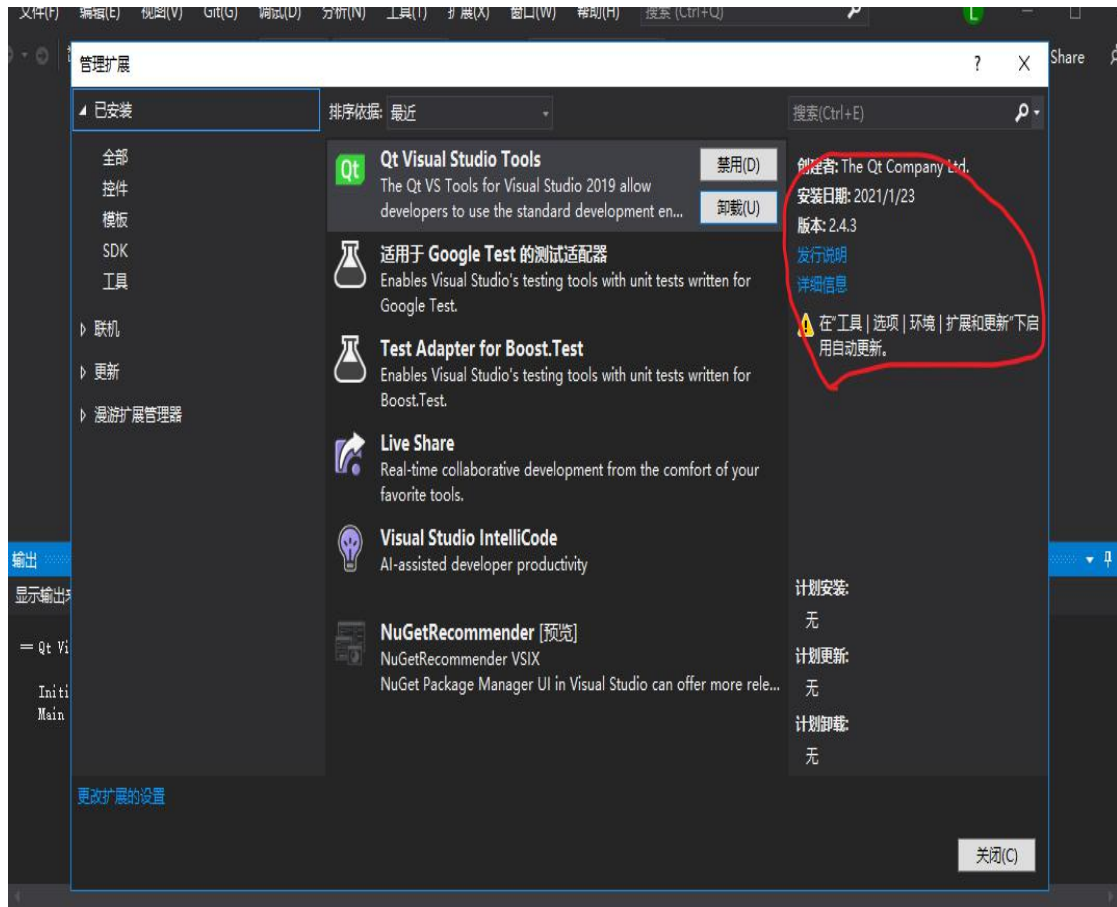 文件(F) 编辑(E) 视图(V) Git(G) 调试(D) 分析(N) 工具(T) 扩展(X) 窗口(W) 帮助(H) 搜索 (Ctrl+Q)
L
Share
管理扩展
? X
已安装
排序依据: 最近
搜索(Ctrl+E)
全部
控件
模板
SDK
工具
联机
更新
漫游扩展管理器
Qt
Qt Visual Studio Tools
The Qt VS Tools for Visual Studio 2019 allow
developers to use the standard development en...
禁用(D)
卸载(U)
适用于 Google Test 的测试适配器
Enables Visual Studio's testing tools with unit tests written for
Google Test.
Test Adapter for Boost.Test
Enables Visual Studio's testing tools with unit tests written for
Boost.Test.
Live Share
Real-time collaborative development from the comfort of your
favorite tools.
Visual Studio IntelliCode
AI-assisted developer productivity
NuGetRecommender [预览]
NuGetRecommender VSIX
NuGet Package Manager UI in Visual Studio can offer more rele...
创建者: The Qt Company Ltd.
安装日期: 2021/1/23
版本: 2.4.3
发行说明
详细信息
在“工具 | 选项 | 环境 | 扩展和更新”下启
用自动更新。
计划安装:
无
计划更新:
无
计划卸载:
无
更改扩展的设置
关闭(C)
输出
显示输出
== Qt Vi
Initi
Main